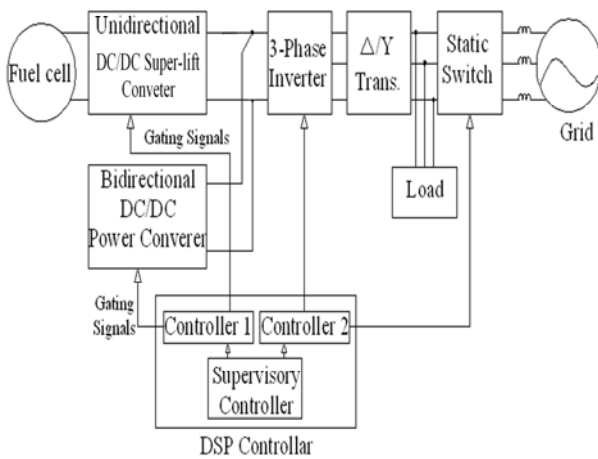 Fuel cell
Unidirectional
DC/DC Super-lift
Conveter
3-Phase
Inverter
Δ/Y
Trans.
Static
Switch
Grid
Gating Signals
Load
Bidirectional
DC/DC
Power Converer
Gating
Signals
Controller 1
Controller 2
Supervisory
Controller
DSP Controllar